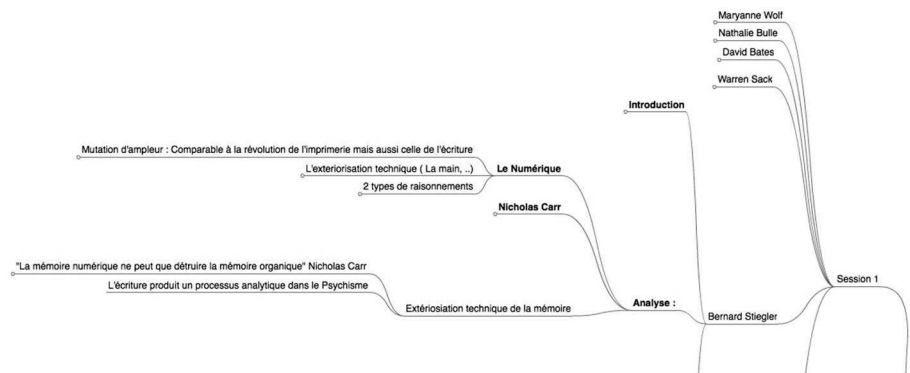 Maryanne Wolf
Nathalie Bulle
David Bates
Warren Sack
Introduction
Mutation d'ampleur : Comparable à la révolution de l'imprimerie mais aussi celle de l'écriture
L'exteriorisation technique ( La main, ..)
Le Numérique
2 types de raisonnements
Nicholas Carr
"La mémoire numérique ne peut que détruire la mémoire organique" Nicholas Carr
L'écriture produit un processus analytique dans le Psychisme
Extériosiation technique de la mémoire
Analyse :
Bernard Stiegler
Session 1